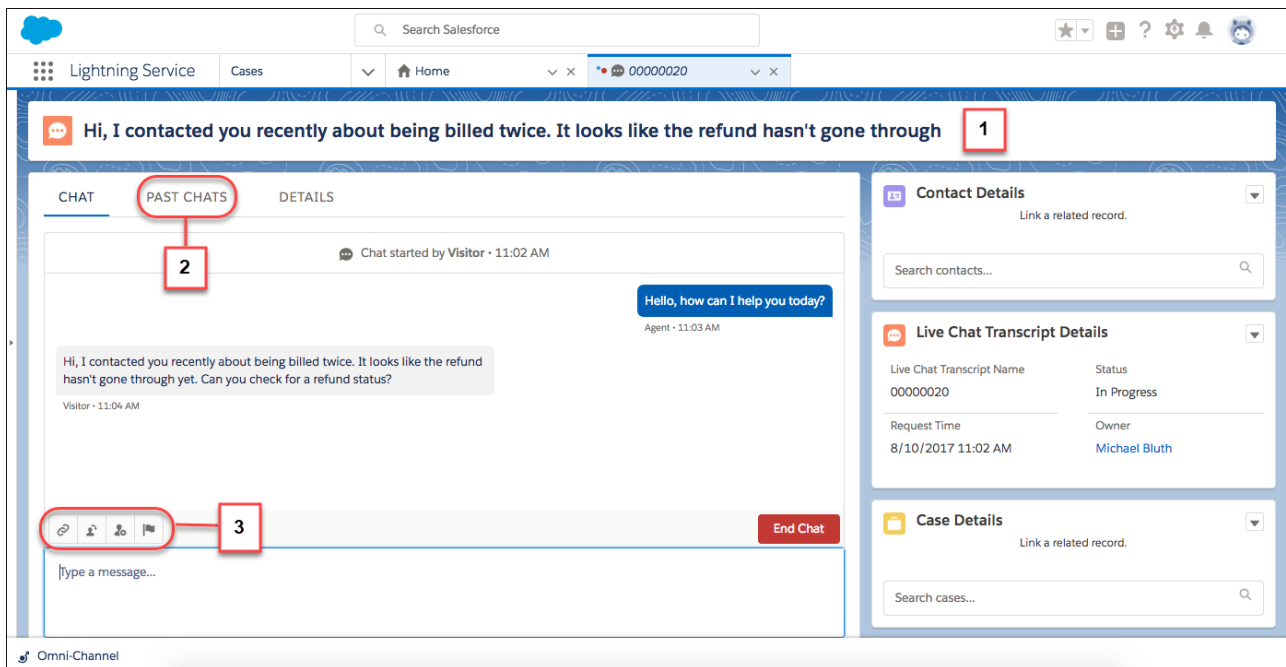 Search Salesforce
Lightning Service
Cases
Home
*• 00000020
Hi, I contacted you recently about being billed twice. It looks like the refund hasn't gone through
1
CHAT
PAST CHATS
DETAILS
2
Chat started by Visitor • 11:02 AM
Hello, how can I help you today?
Agent • 11:03 AM
Hi, I contacted you recently about being billed twice. It looks like the refund
hasn't gone through yet. Can you check for a refund status?
Visitor • 11:04 AM
3
End Chat
Type a message...
Contact Details
Link a related record.
Search contacts...
Live Chat Transcript Details
Live Chat Transcript Name
Status
00000020
In Progress
Request Time
Owner
8/10/2017 11:02 AM
Michael Bluth
Case Details
Link a related record.
Search cases...
Omni-Channel